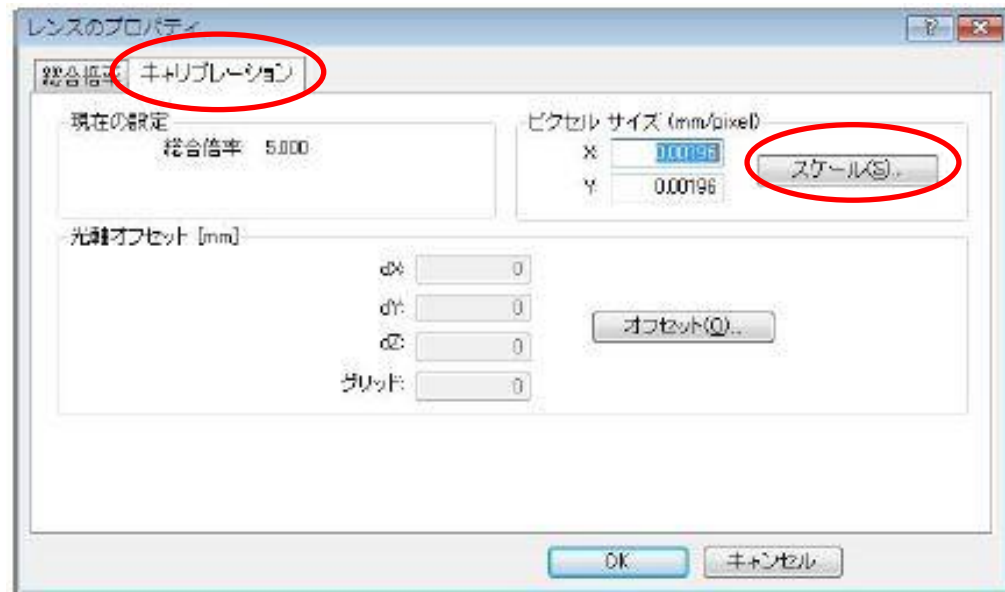 レンズのプロパティ
総合倍率 キャリブレーション
現在の設定
総合倍率 5.000
ピクセル サイズ (mm/pixel)
X: 0.00196
Y: 0.00196
スケール(S)...
光軸オフセット [mm]
dX: 0
dY: 0
dZ: 0
グリッド: 0
オフセット(O)...
OK キャンセル